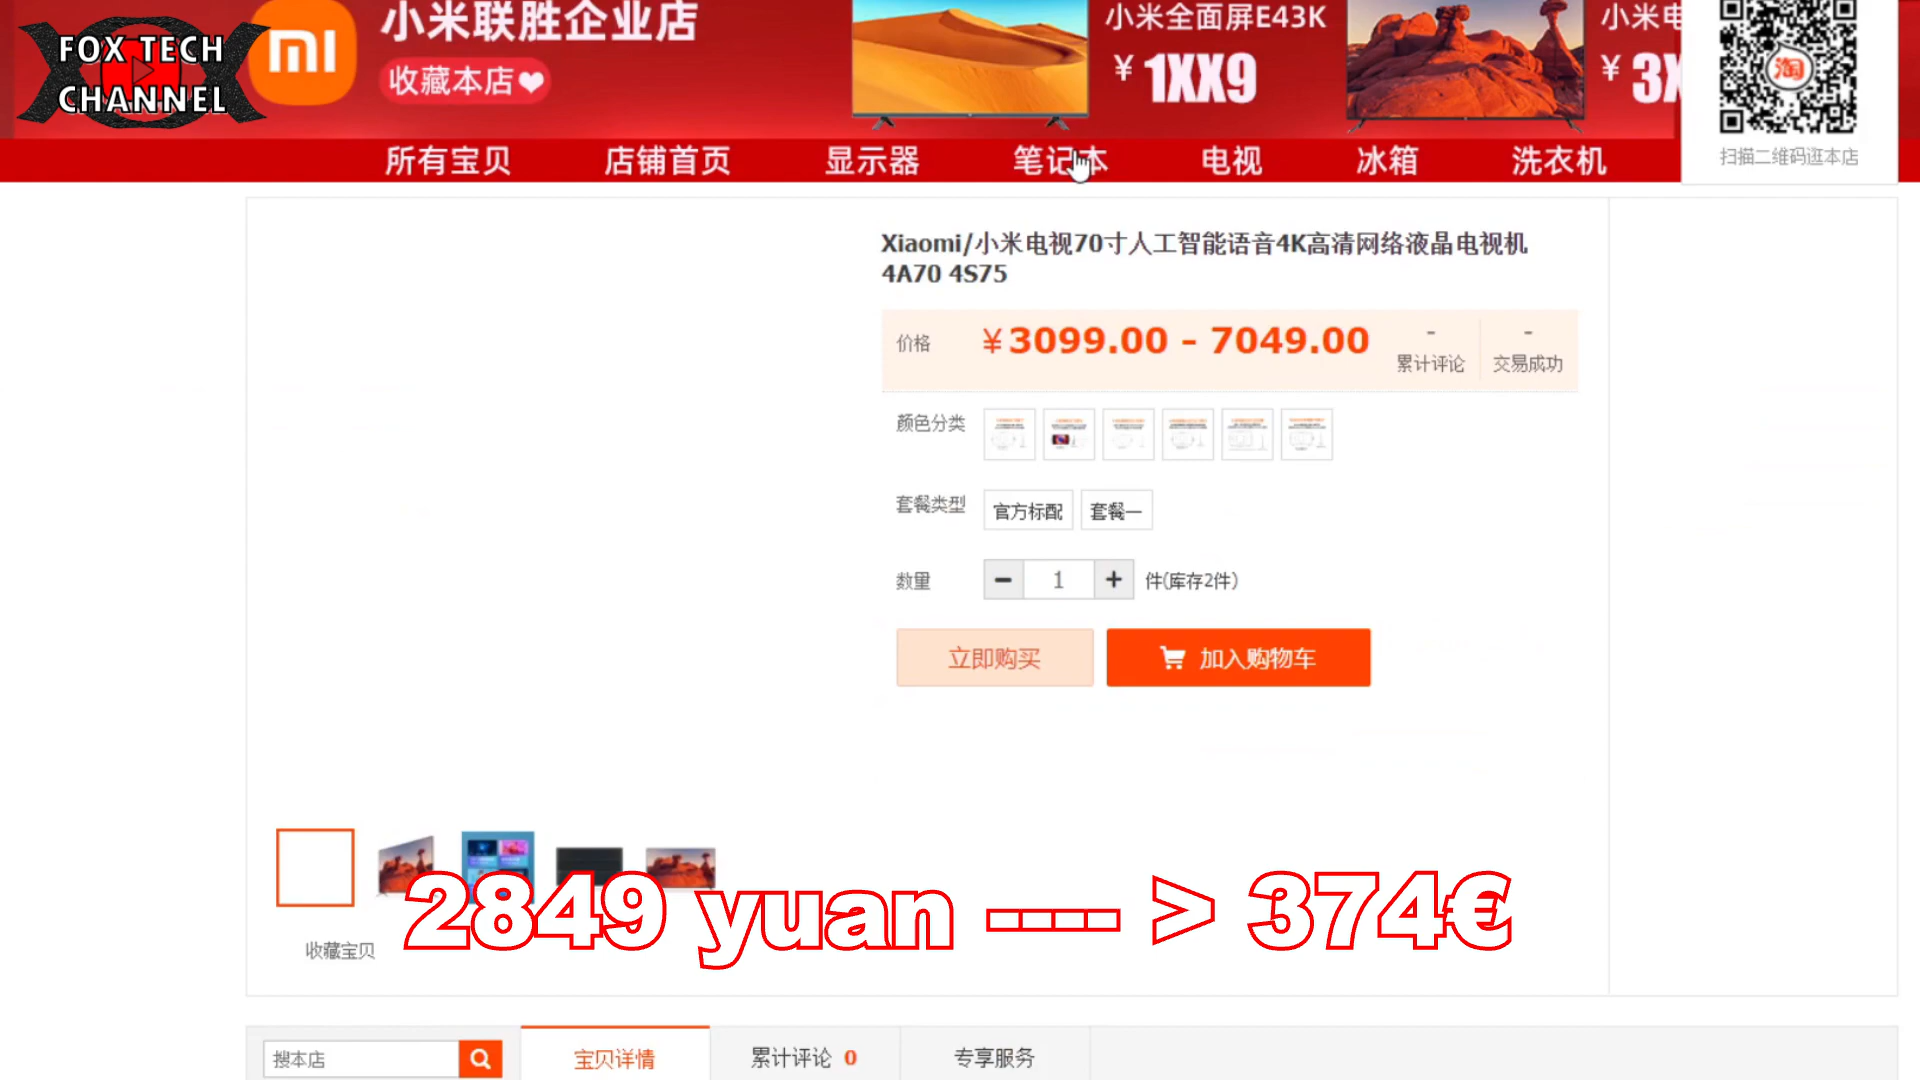 FOX TECH
CHANNEL
小米联胜企业店
收藏本店
小米全面屏E43K
¥ 1XX9
小米电
¥ 3X
淘
扫描二维码逛本店
所有宝贝 店铺首页 显示器 笔记本 电视 冰箱 洗衣机
Xiaomi/小米电视70寸人工智能语音4K高清网络液晶电视机
4A70 4S75
价格 ¥3099.00 - 7049.00
- 累计评论
- 交易成功
颜色分类
套餐类型 官方标配 套餐一
数量 − 1 + 件(库存2件)
立即购买 加入购物车
2849 yuan ---- > 374€
收藏宝贝
搜本店 宝贝详情 累计评论 0 专享服务